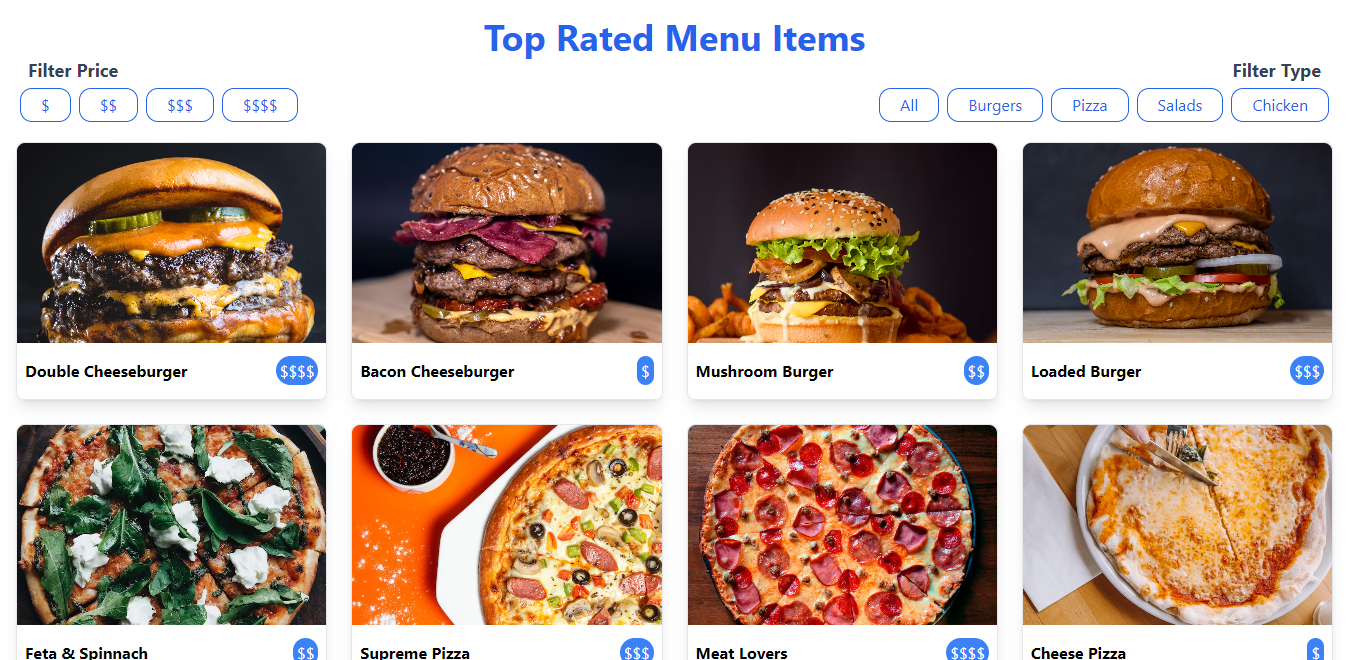 Top Rated Menu Items
Filter Price
Filter Type
$ $$ $$$ $$$$
All Burgers Pizza Salads Chicken
Double Cheeseburger $$$$
Bacon Cheeseburger $
Mushroom Burger $$
Loaded Burger $$$
Feta & Spinnach $$
Supreme Pizza $$$
Meat Lovers $$$$
Cheese Pizza $